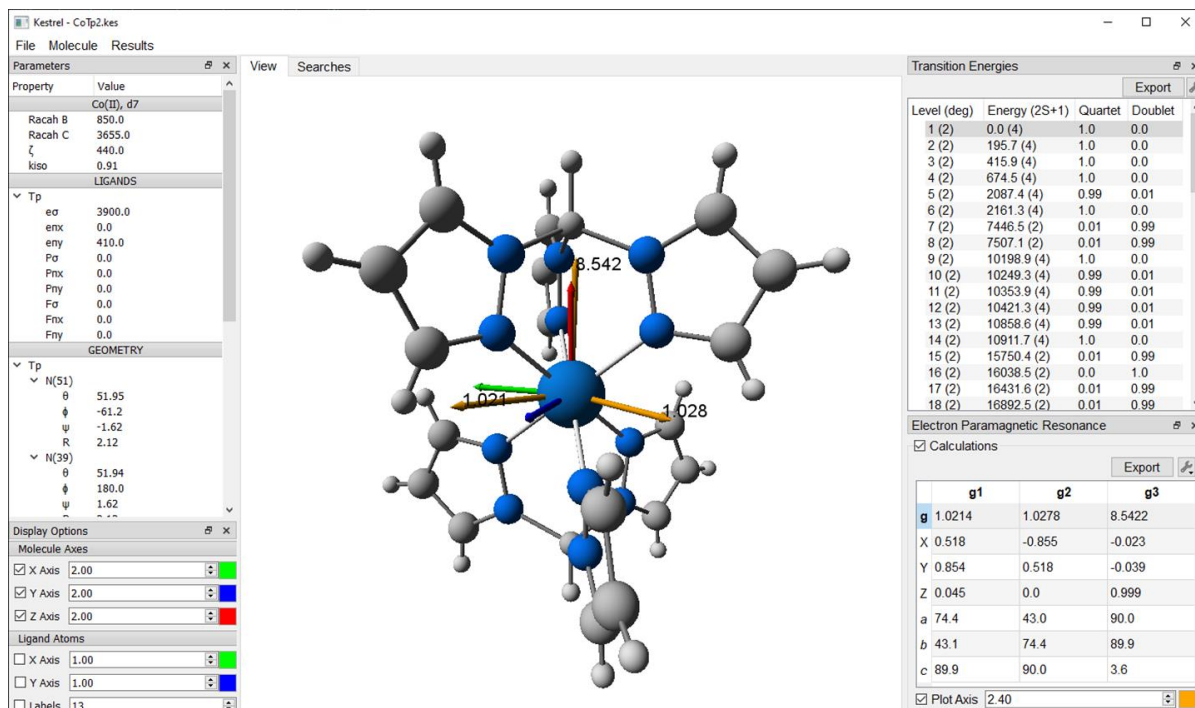 Kestrel - CoTp2.kes
File Molecule Results
Parameters
Property Value
Co(II), d7
Racah B 850.0
Racah C 3655.0
ζ 440.0
kiso 0.91
LIGANDS
Tp
eσ 3900.0
eπx 0.0
eπy 410.0
Pσ 0.0
Pπx 0.0
Pπy 0.0
Fσ 0.0
Fπx 0.0
Fπy 0.0
GEOMETRY
Tp
N(51)
θ 51.95
ϕ -61.2
ψ -1.62
R 2.12
N(39)
θ 51.94
ϕ 180.0
ψ 1.62
Display Options
Molecule Axes
X Axis 2.00
Y Axis 2.00
Z Axis 2.00
Ligand Atoms
X Axis 1.00
Y Axis 1.00
Labels 13
View Searches
8.542
1.021
1.028
Transition Energies
Export
Level (deg) Energy (2S+1) Quartet Doublet
1 (2) 0.0 (4) 1.0 0.0
2 (2) 195.7 (4) 1.0 0.0
3 (2) 415.9 (4) 1.0 0.0
4 (2) 674.5 (4) 1.0 0.0
5 (2) 2087.4 (4) 0.99 0.01
6 (2) 2161.3 (4) 1.0 0.0
7 (2) 7446.5 (2) 0.01 0.99
8 (2) 7507.1 (2) 0.01 0.99
9 (2) 10198.9 (4) 1.0 0.0
10 (2) 10249.3 (4) 0.99 0.01
11 (2) 10353.9 (4) 0.99 0.01
12 (2) 10421.3 (4) 0.99 0.01
13 (2) 10858.6 (4) 0.99 0.01
14 (2) 10911.7 (4) 1.0 0.0
15 (2) 15750.4 (2) 0.01 0.99
16 (2) 16038.5 (2) 0.0 1.0
17 (2) 16431.6 (2) 0.01 0.99
18 (2) 16892.5 (2) 0.01 0.99
Electron Paramagnetic Resonance
Calculations
Export
g1 g2 g3
g 1.0214 1.0278 8.5422
X 0.518 -0.855 -0.023
Y 0.854 0.518 -0.039
Z 0.045 0.0 0.999
a 74.4 43.0 90.0
b 43.1 74.4 89.9
c 89.9 90.0 3.6
Plot Axis 2.40